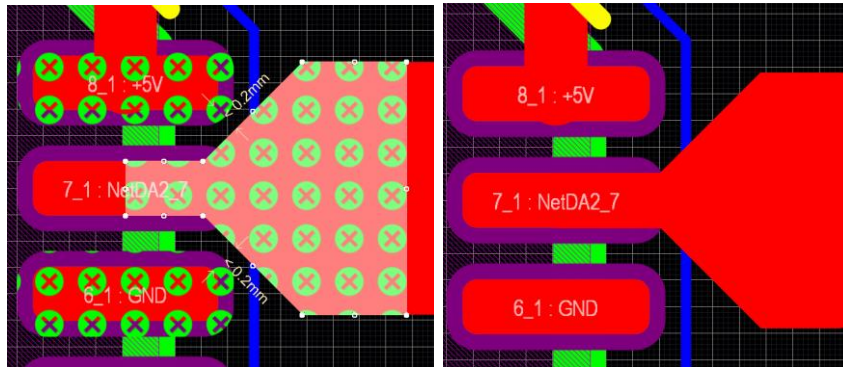 8_1 : +5V
< 0.2mm
7_1 : NetDA2_7
< 0.2mm
6_1 : GND
8_1 : +5V
7_1 : NetDA2_7
6_1 : GND